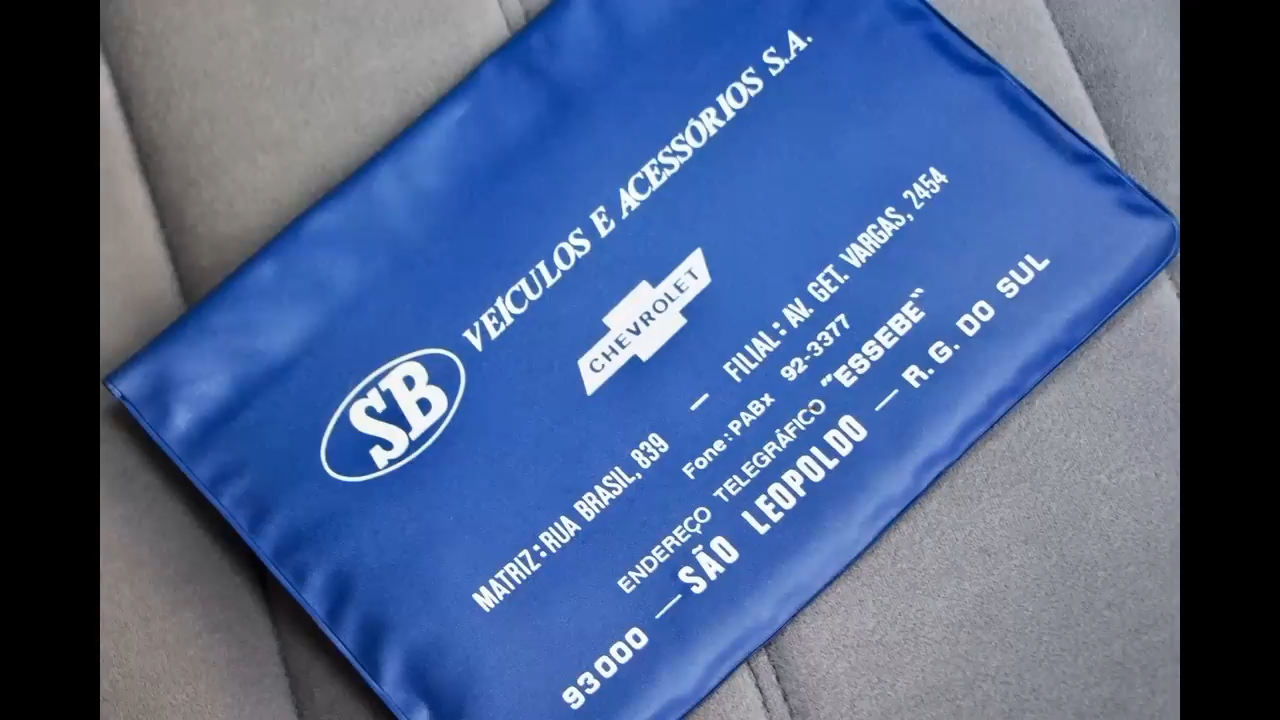 SB VEÍCULOS E ACESSÓRIOS S.A.
CHEVROLET
MATRIZ: RUA BRASIL, 839 — FILIAL: AV. GET. VARGAS, 2454
Fone: PABx 92-3377
ENDEREÇO TELEGRÁFICO "ESSEBE"
93000 — SÃO LEOPOLDO — R. G. DO SUL